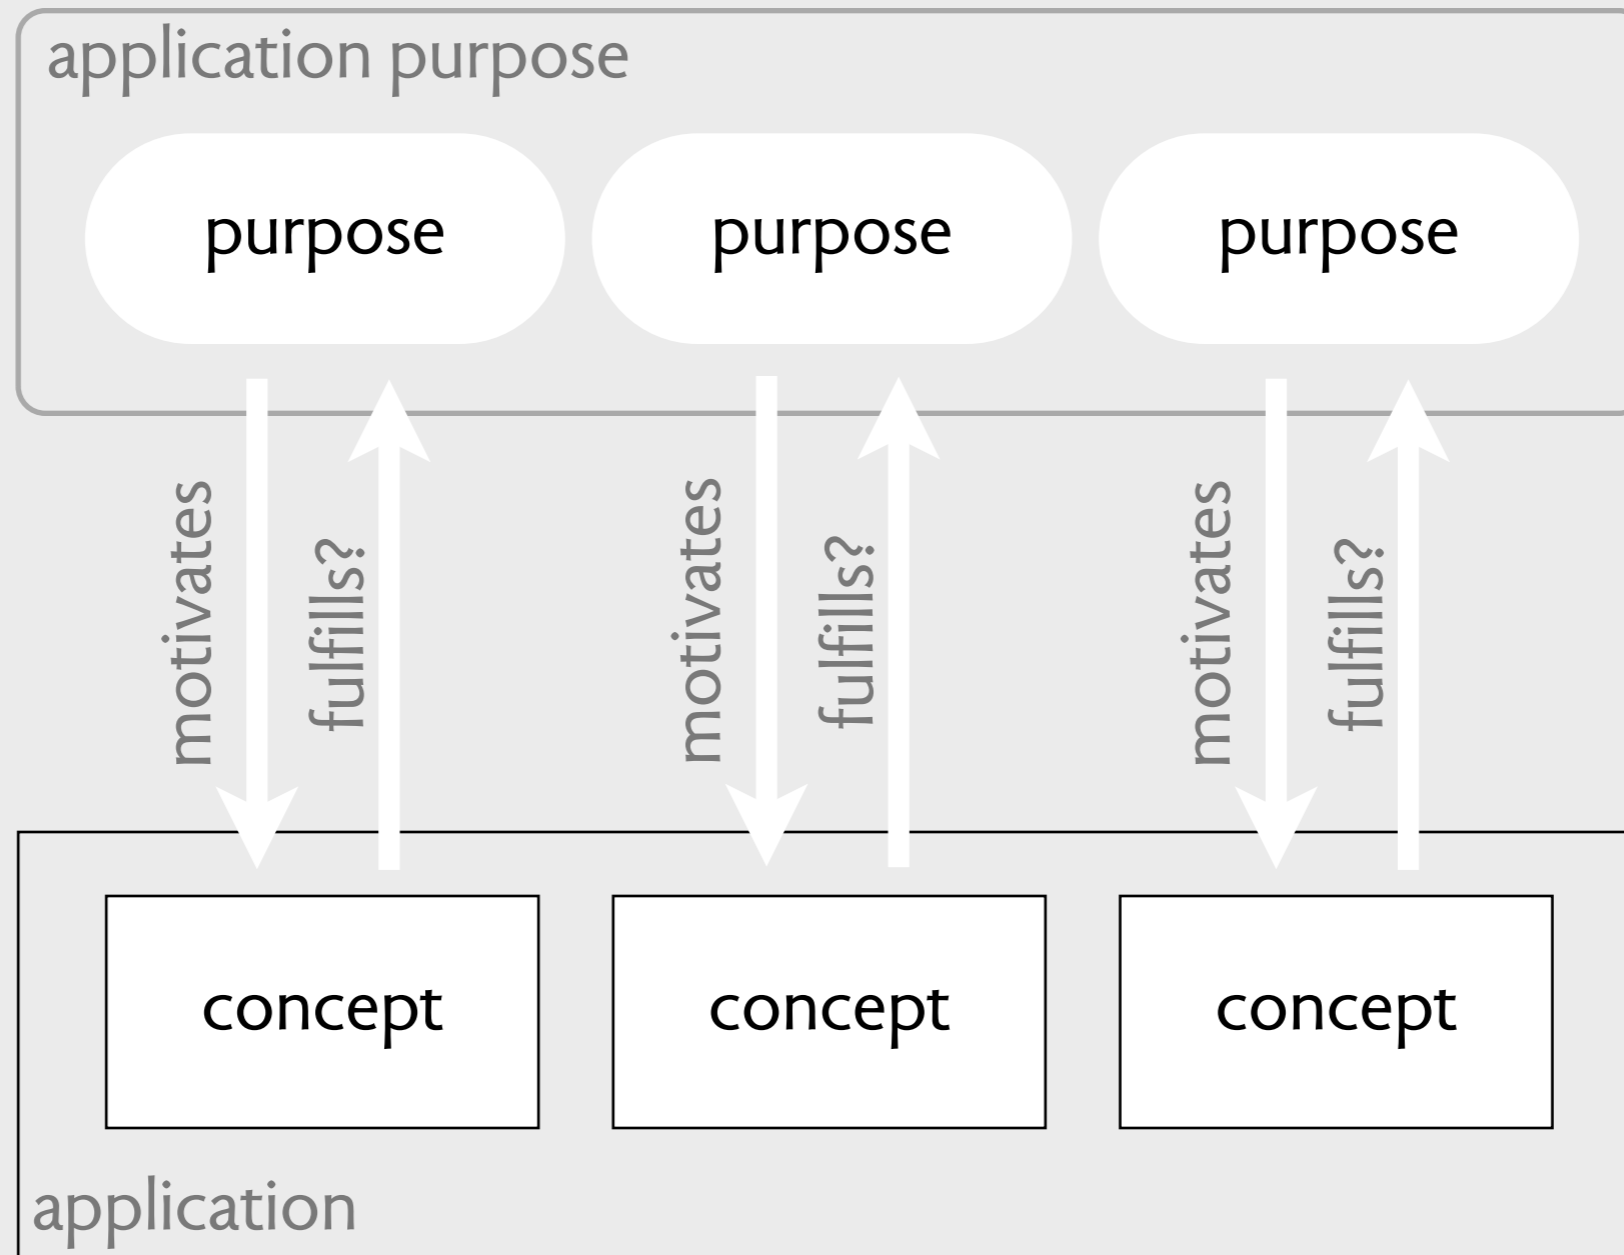 application purpose
purpose
purpose
purpose
motivates
fulfills?
motivates
fulfills?
motivates
fulfills?
concept
concept
concept
application